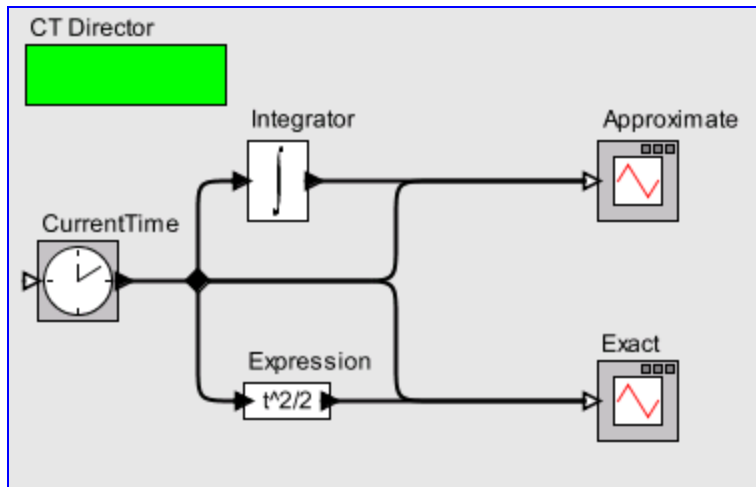 CT Director
Integrator
Approximate
CurrentTime
∫
Expression
t^2/2
Exact